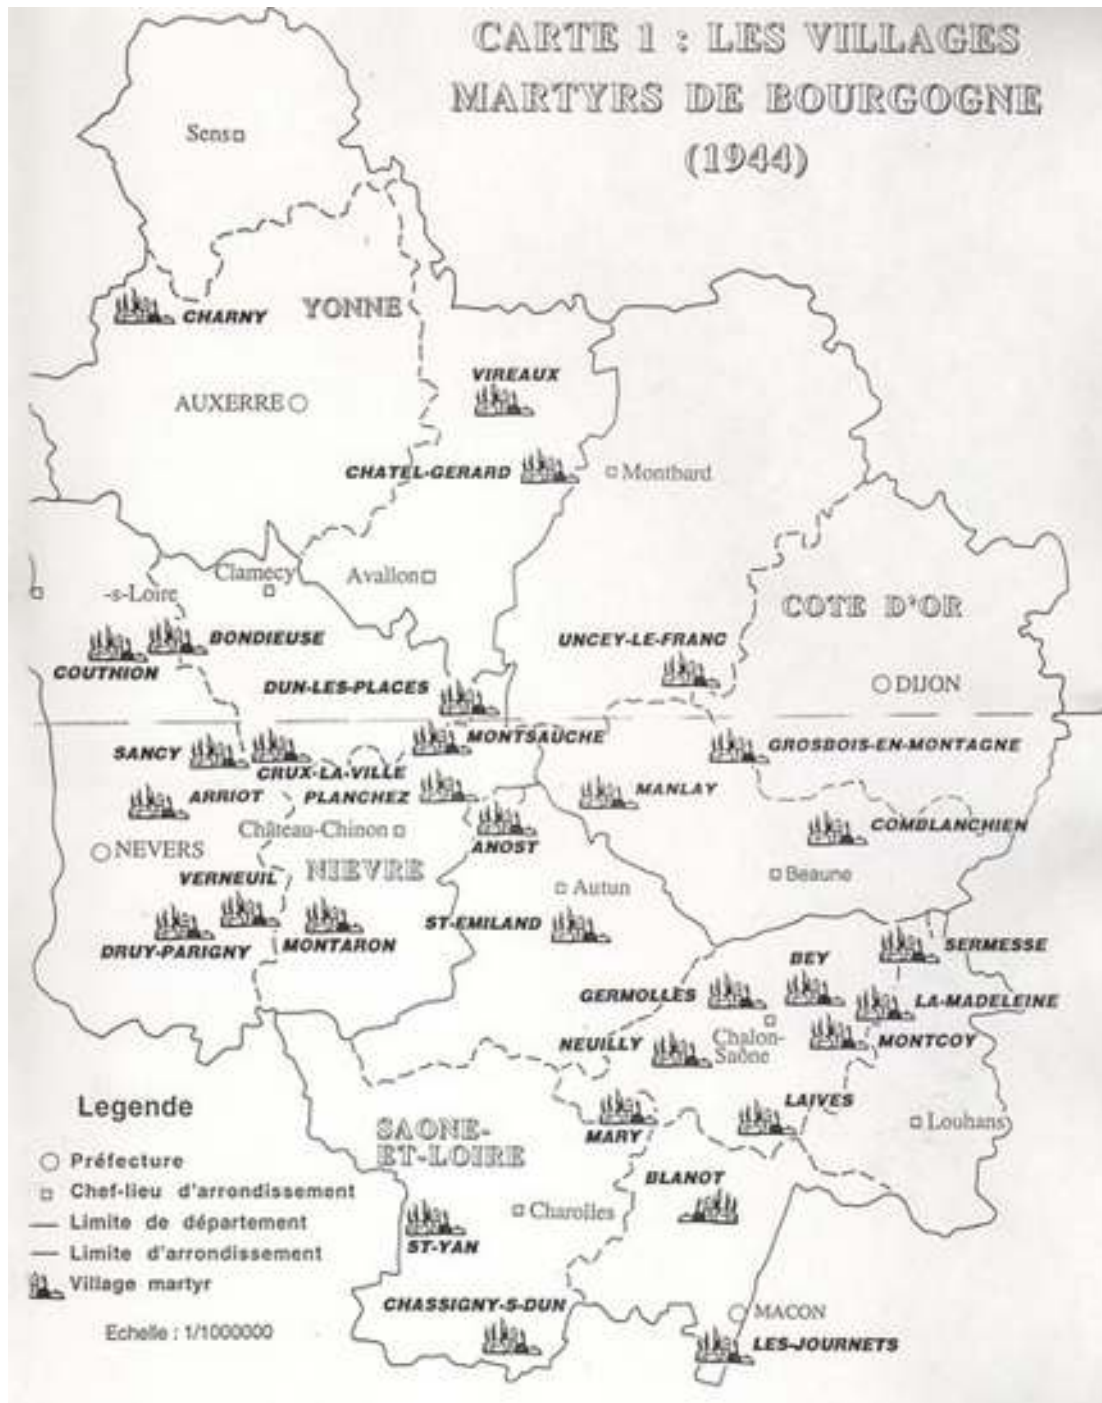 CARTE 1 : LES VILLAGES
MARTYRS DE BOURGOGNE
(1944)
Sens
CHARNY
YONNE
VIREAUX
AUXERRE
CHATEL-GERARD
Montbard
Clamecy
Avallon
-s-Loire
COTE D'OR
BONDIEUSE
UNCEY-LE-FRANC
COUTHION
DUN-LES-PLACES
DIJON
MONTSAUCHE
SANCY
GROSBOIS-EN-MONTAGNE
CRUX-LA-VILLE
ARRIOT
PLANCHEZ
MANLAY
Château-Chinon
COMBLANCHIEN
ANOST
NEVERS
NIEVRE
VERNEUIL
Autun
Beaune
ST-EMILAND
DRUY-PARIGNY
MONTARON
SERMESSE
BEY
GERMOLLES
LA-MADELEINE
NEUILLY
Chalon-
Saône
MONTCOY
LAIVES
Louhans
MARY
SAONE-
ET-LOIRE
BLANOT
Charolles
ST-YAN
CHASSIGNY-S-DUN
MACON
LES-JOURNETS
Legende
Préfecture
Chef-lieu d'arrondissement
Limite de département
Limite d'arrondissement
Village martyr
Echelle : 1/1000000